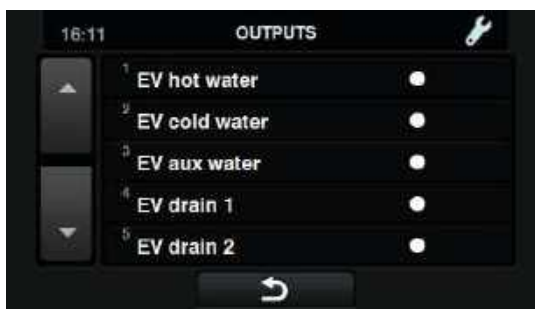 16:11 OUTPUTS
1 EV hot water
2 EV cold water
3 EV aux water
4 EV drain 1
5 EV drain 2